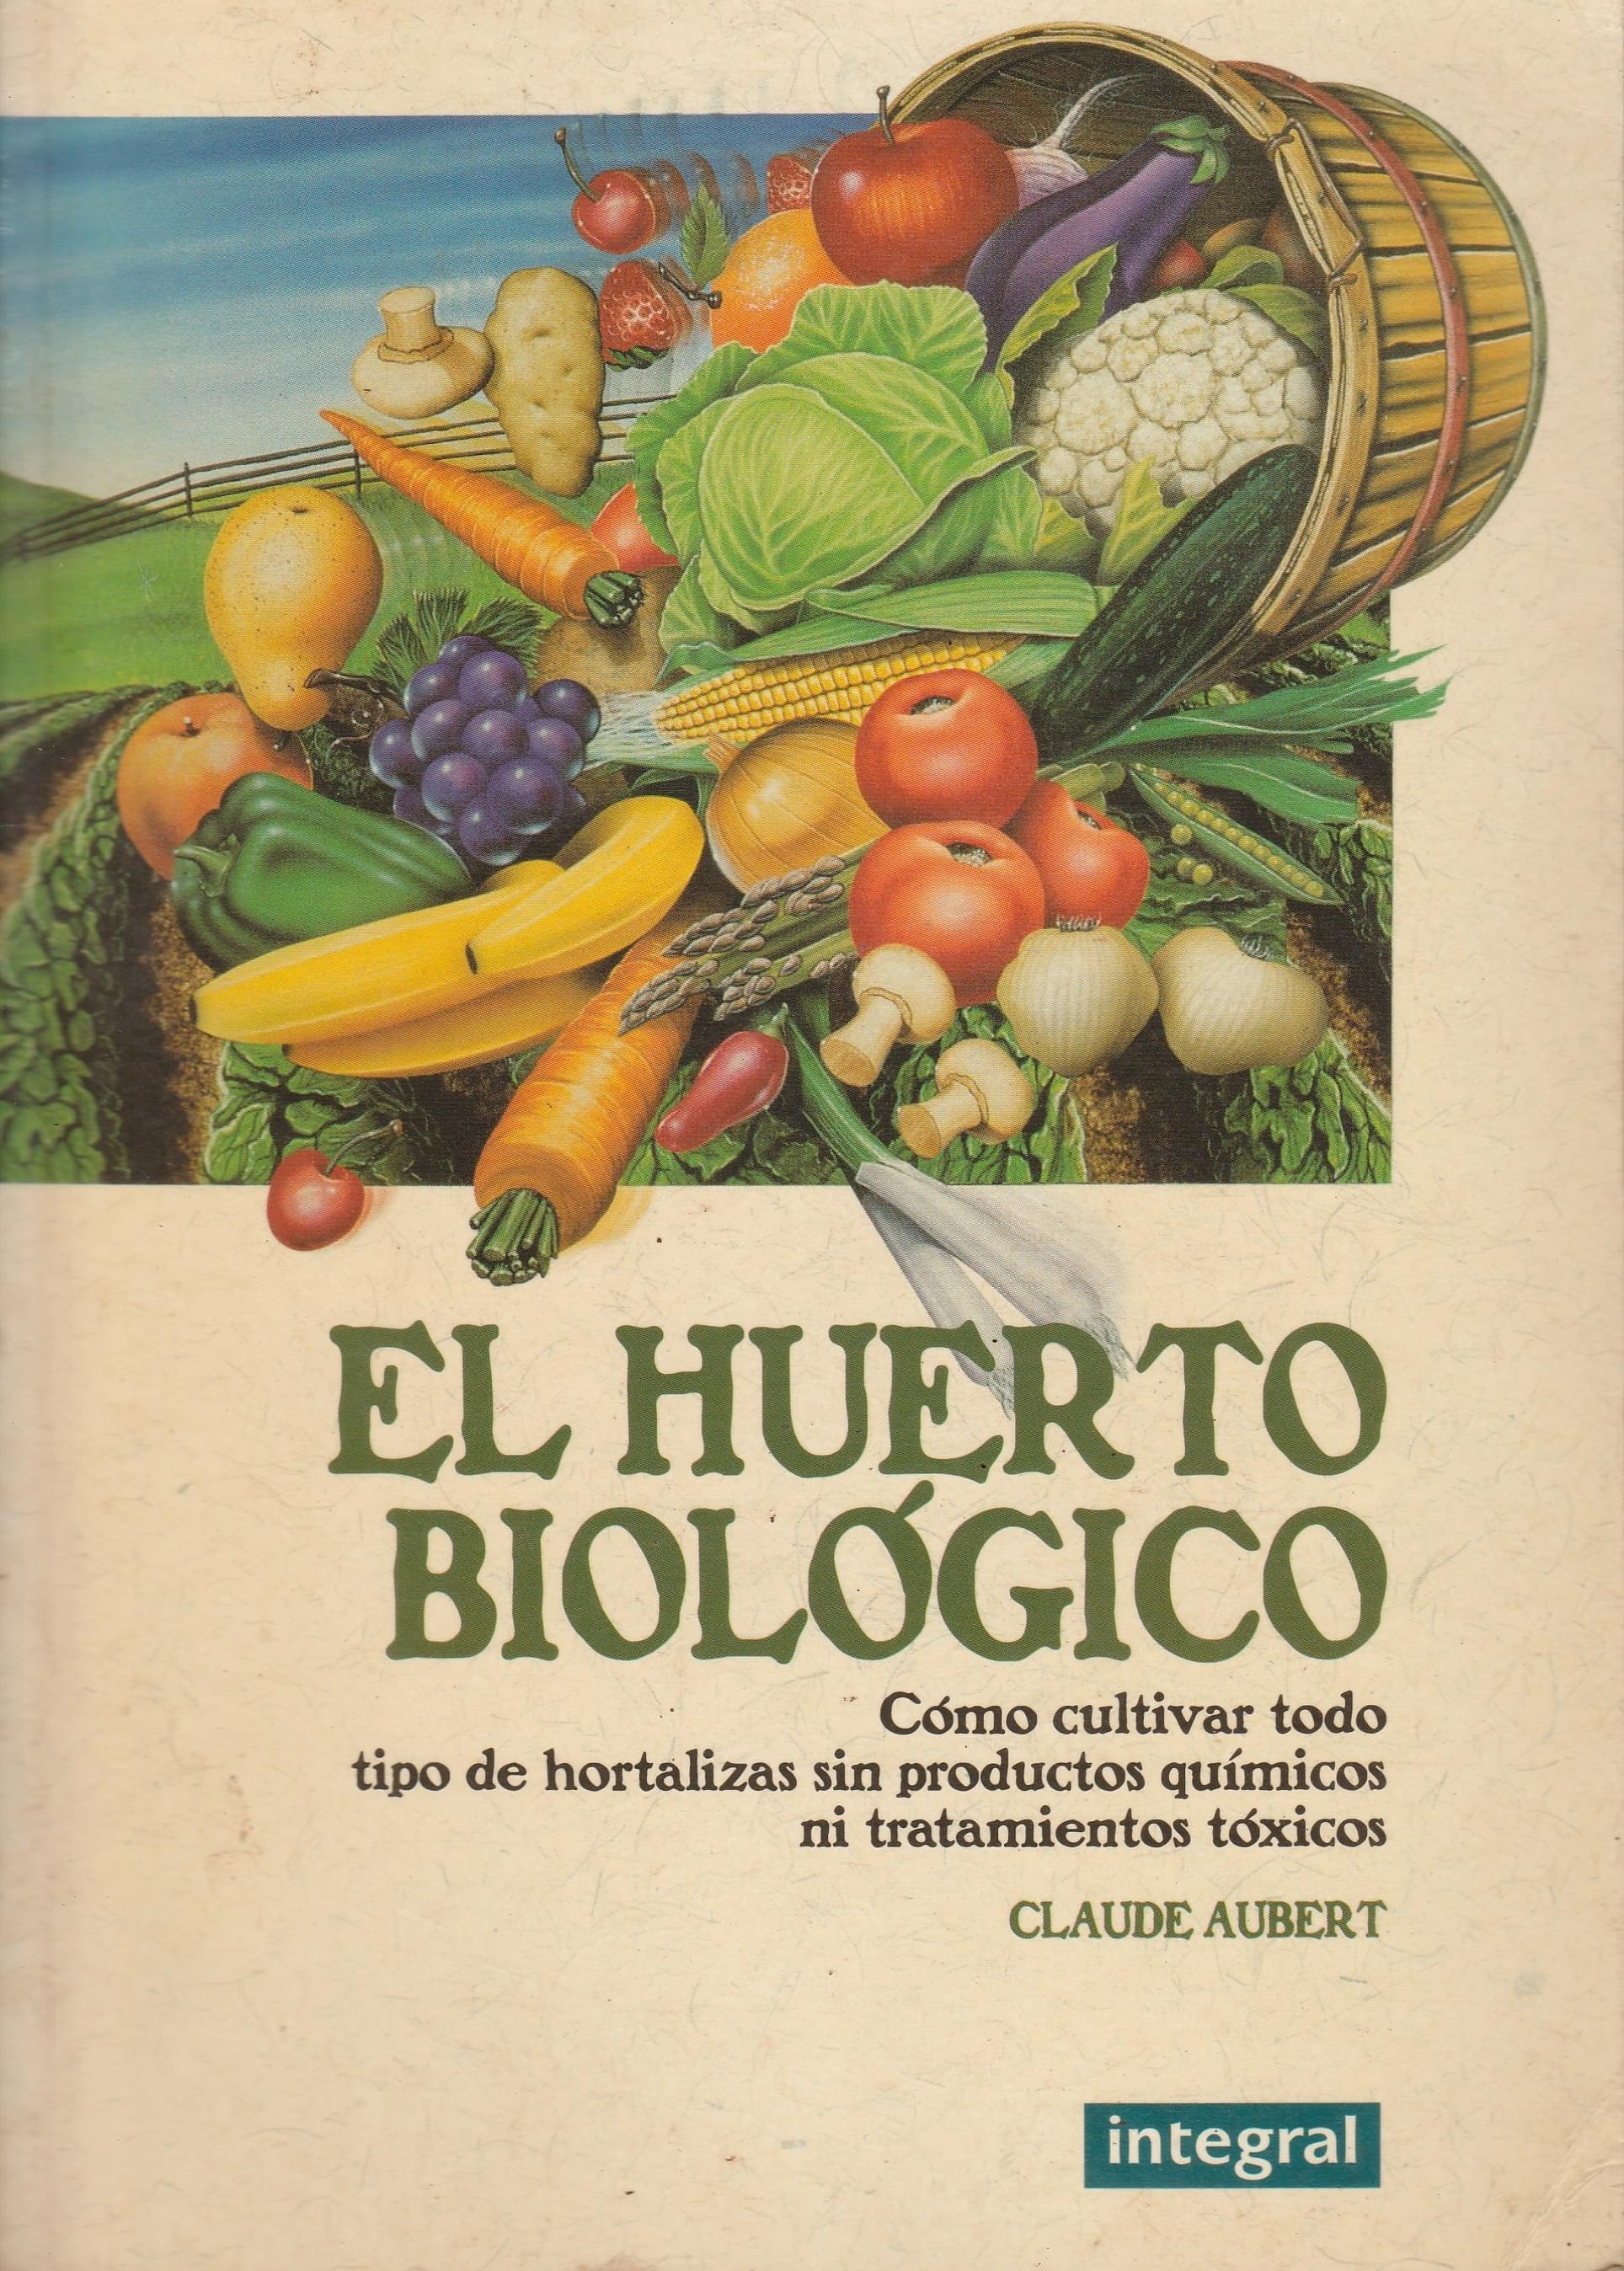 EL HUERTO
BIOLÓGICO
Cómo cultivar todo
tipo de hortalizas sin productos químicos
ni tratamientos tóxicos
CLAUDE AUBERT
integral